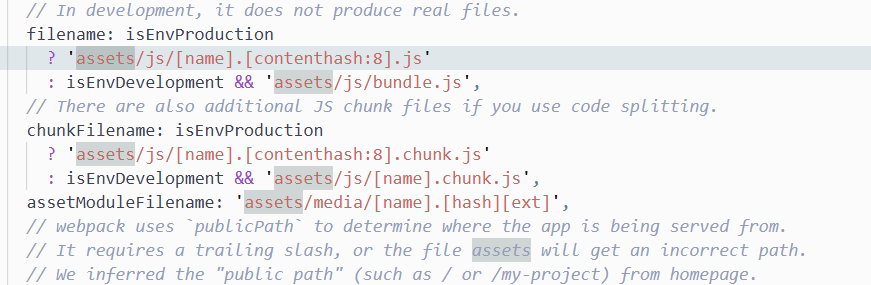 // In development, it does not produce real files.
filename: isEnvProduction
? 'assets/js/[name].[contenthash:8].js'
: isEnvDevelopment && 'assets/js/bundle.js',
// There are also additional JS chunk files if you use code splitting.
chunkFilename: isEnvProduction
? 'assets/js/[name].[contenthash:8].chunk.js'
: isEnvDevelopment && 'assets/js/[name].chunk.js',
assetModuleFilename: 'assets/media/[name].[hash][ext]',
// webpack uses `publicPath` to determine where the app is being served from.
// It requires a trailing slash, or the file assets will get an incorrect path.
// We inferred the "public path" (such as / or /my-project) from homepage.